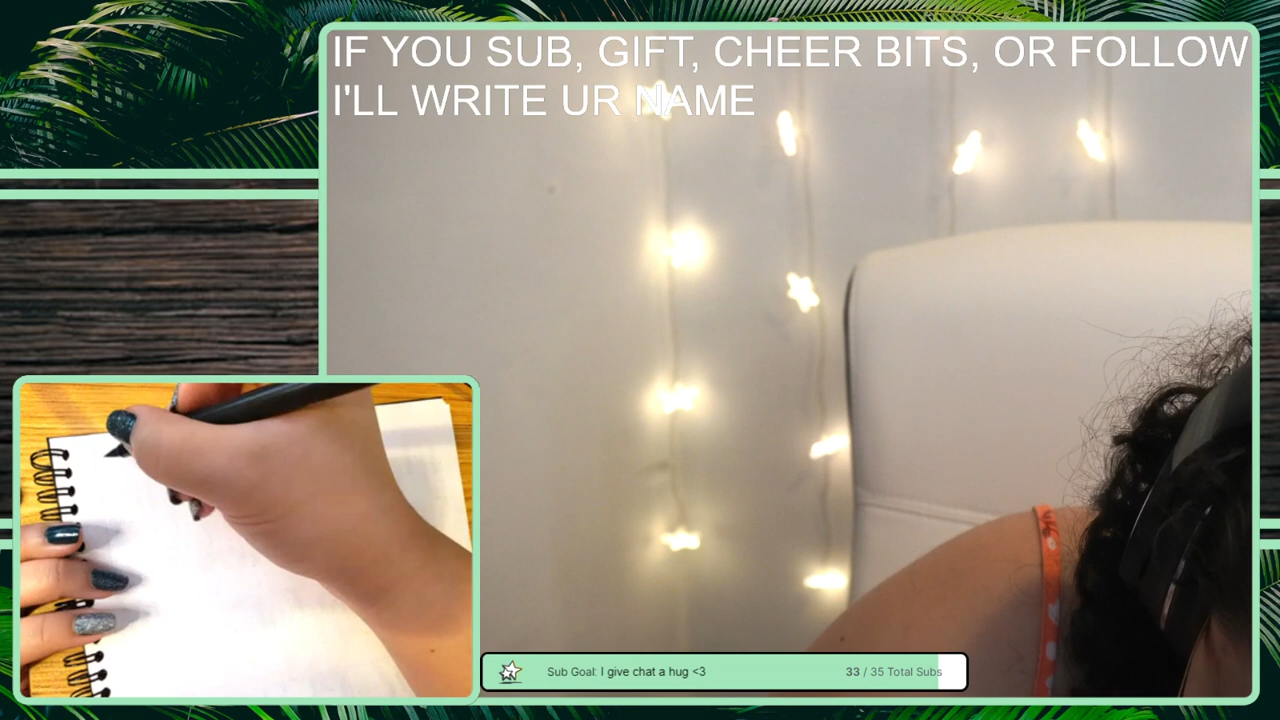 IF YOU SUB, GIFT, CHEER BITS, OR FOLLOW
I'LL WRITE UR NAME
Sub Goal: I give chat a hug <3
33 / 35 Total Subs